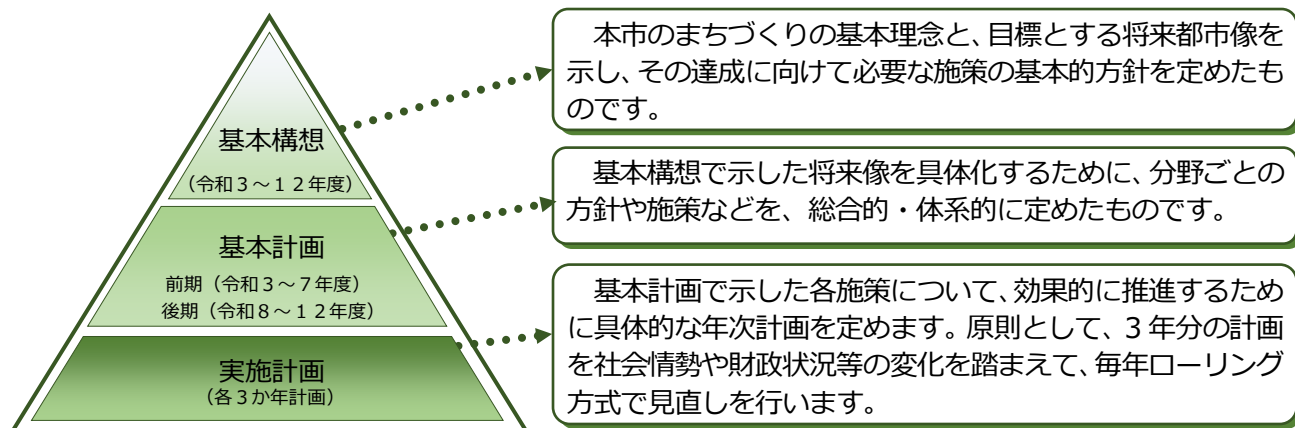 基本構想
（令和３～１２年度）
本市のまちづくりの基本理念と、目標とする将来都市像を
示し、その達成に向けて必要な施策の基本的方針を定めたも
のです。
基本計画
前期（令和３～７年度）
後期（令和８～１２年度）
基本構想で示した将来像を具体化するために、分野ごとの
方針や施策などを、総合的・体系的に定めたものです。
実施計画
（各３か年計画）
基本計画で示した各施策について、効果的に推進するため
に具体的な年次計画を定めます。原則として、３年分の計画
を社会情勢や財政状況等の変化を踏まえて、毎年ローリング
方式で見直しを行います。